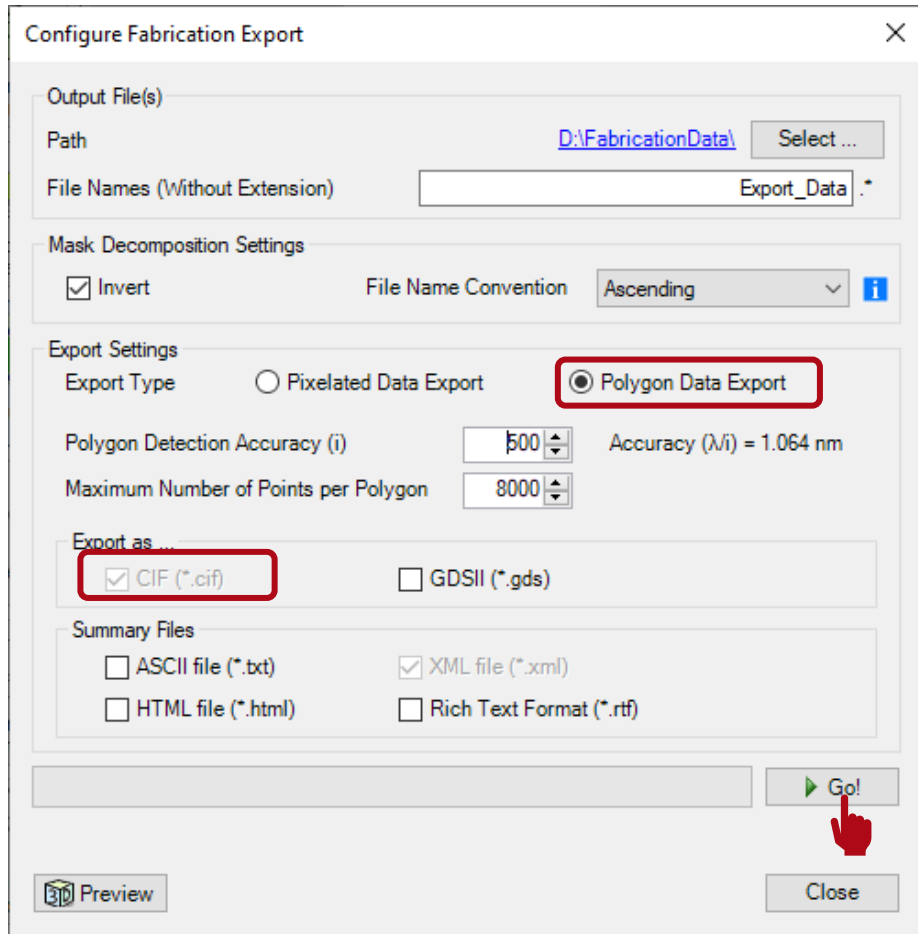 Configure Fabrication Export
Output File(s)
Path D:\FabricationData\ Select ...
File Names (Without Extension) Export_Data .*
Mask Decomposition Settings
Invert File Name Convention Ascending i
Export Settings
Export Type Pixelated Data Export Polygon Data Export
Polygon Detection Accuracy (i) 500 Accuracy (λ/i) = 1.064 nm
Maximum Number of Points per Polygon 8000
Export as ...
CIF (*.cif) GDSII (*.gds)
Summary Files
ASCII file (*.txt) XML file (*.xml)
HTML file (*.html) Rich Text Format (*.rtf)
Go!
3D Preview Close